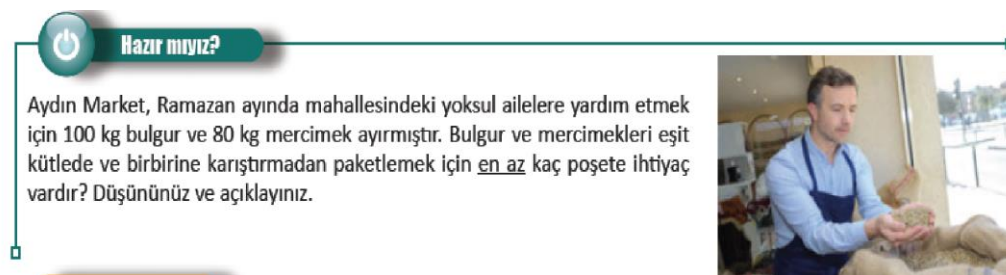 Hazır mıyız?
Aydın Market, Ramazan ayında mahallesindeki yoksul ailelere yardım etmek
için 100 kg bulgur ve 80 kg mercimek ayırmıştır. Bulgur ve mercimekleri eşit
kütlede ve birbirine karıştırmadan paketlemek için en az kaç poşete ihtiyaç
vardır? Düşününüz ve açıklayınız.